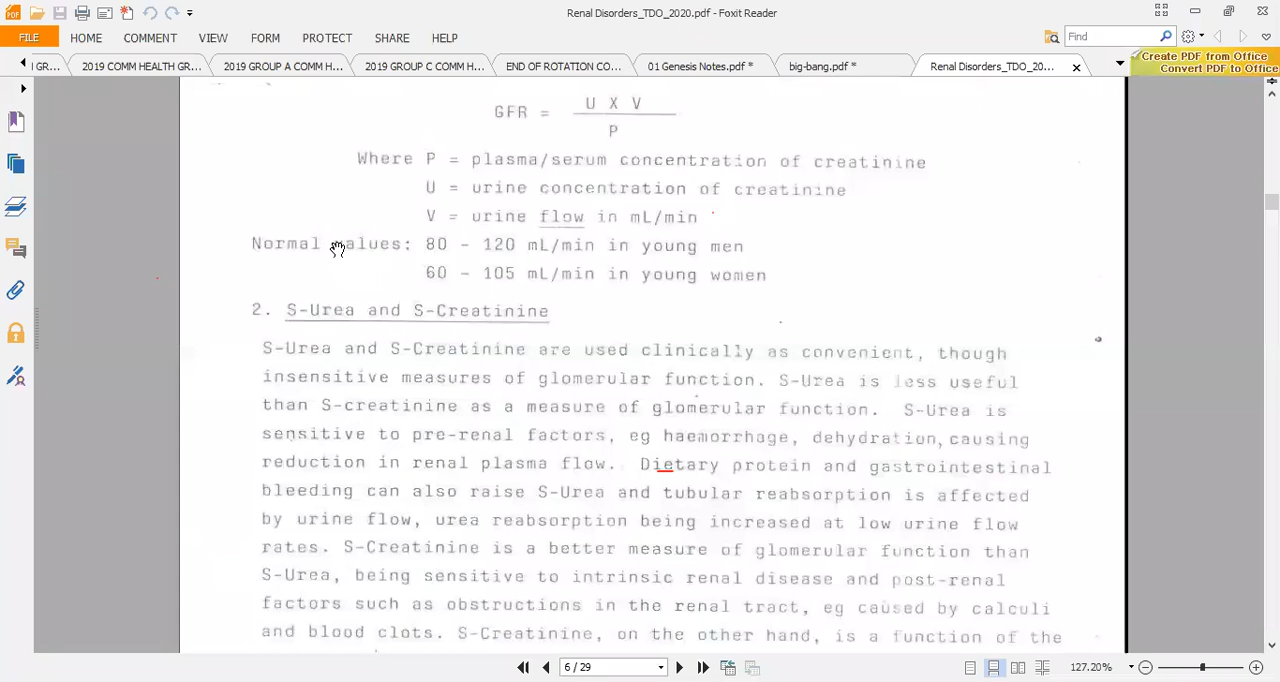 Renal Disorders_TDO_2020.pdf - Foxit Reader
FILE HOME COMMENT VIEW FORM PROTECT SHARE HELP
Find
I GR... 2019 COMM HEALTH GR... 2019 GROUP A COMM H... 2019 GROUP C COMM H... END OF ROTATION CO... 01 Genesis Notes.pdf * big-bang.pdf * Renal Disorders_TDO_20...
Create PDF from Office
Convert PDF to Office
U X V
GFR =
P
Where P = plasma/serum concentration of creatinine
U = urine concentration of creatinine
V = urine flow in mL/min
Normal values: 80 - 120 mL/min in young men
60 - 105 mL/min in young women
2. S-Urea and S-Creatinine
S-Urea and S-Creatinine are used clinically as convenient, though
insensitive measures of glomerular function. S-Urea is less useful
than S-creatinine as a measure of glomerular function. S-Urea is
sensitive to pre-renal factors, eg haemorrhage, dehydration, causing
reduction in renal plasma flow. Dietary protein and gastrointestinal
bleeding can also raise S-Urea and tubular reabsorption is affected
by urine flow, urea reabsorption being increased at low urine flow
rates. S-Creatinine is a better measure of glomerular function than
S-Urea, being sensitive to intrinsic renal disease and post-renal
factors such as obstructions in the renal tract, eg caused by calculi
and blood clots. S-Creatinine, on the other hand, is a function of the
6 / 29
127.20%